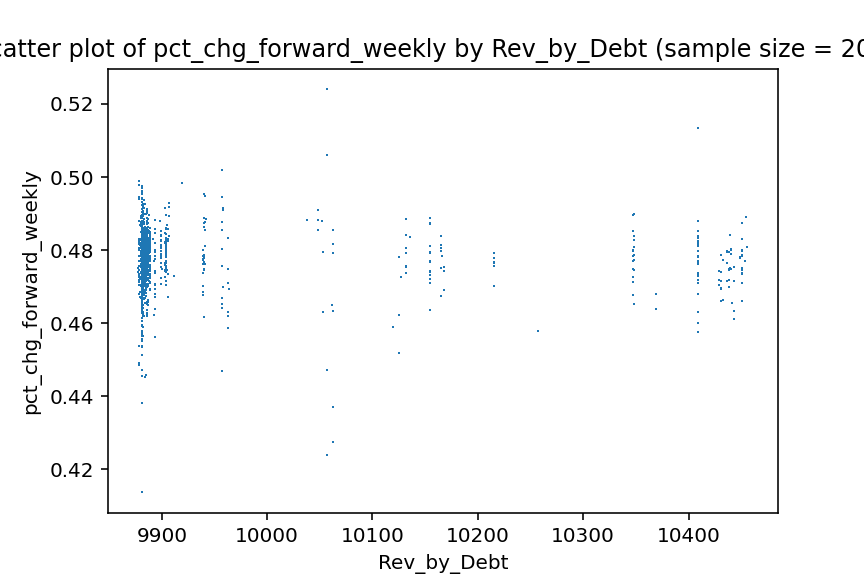 catter plot of pct_chg_forward_weekly by Rev_by_Debt (sample size = 20
0.52
0.50
0.48
0.46
0.44
0.42
pct_chg_forward_weekly
9900 10000 10100 10200 10300 10400
Rev_by_Debt